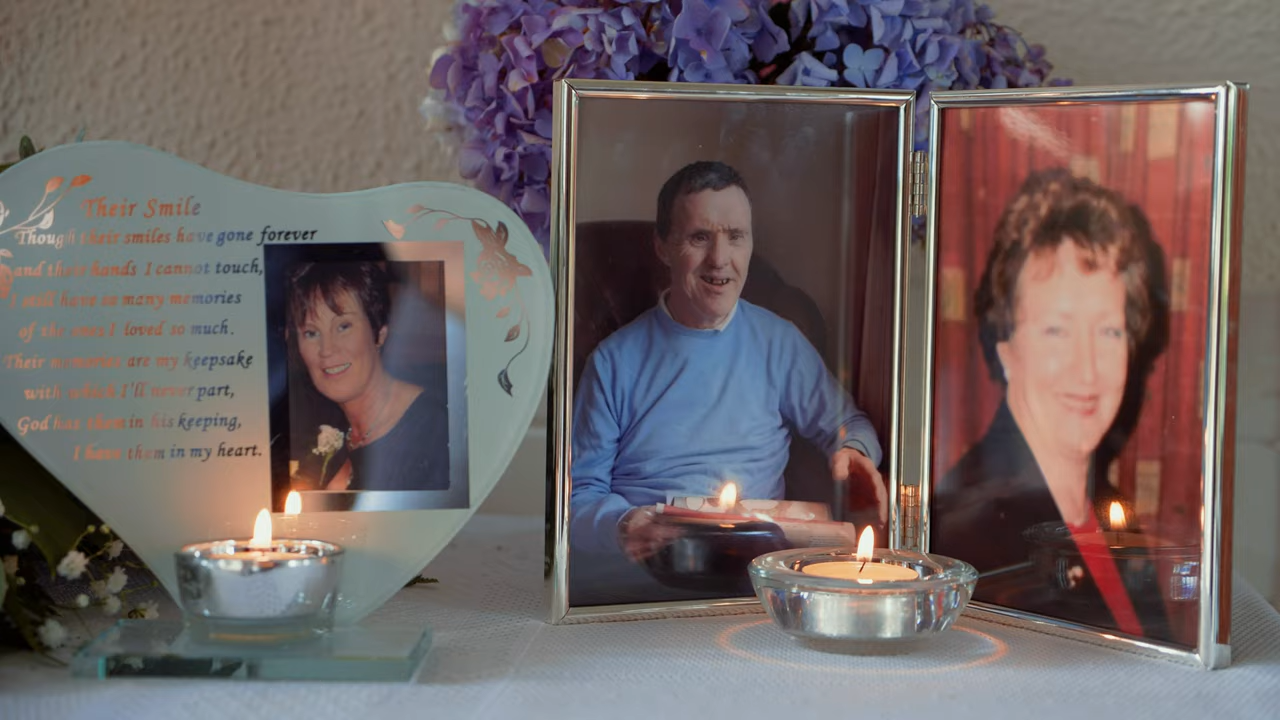 Their Smile
Though their smiles have gone forever
and their hands I cannot touch,
I still have so many memories
of the ones I loved so much.
Their memories are my keepsake
with which I'll never part,
God has them in his keeping,
I have them in my heart.